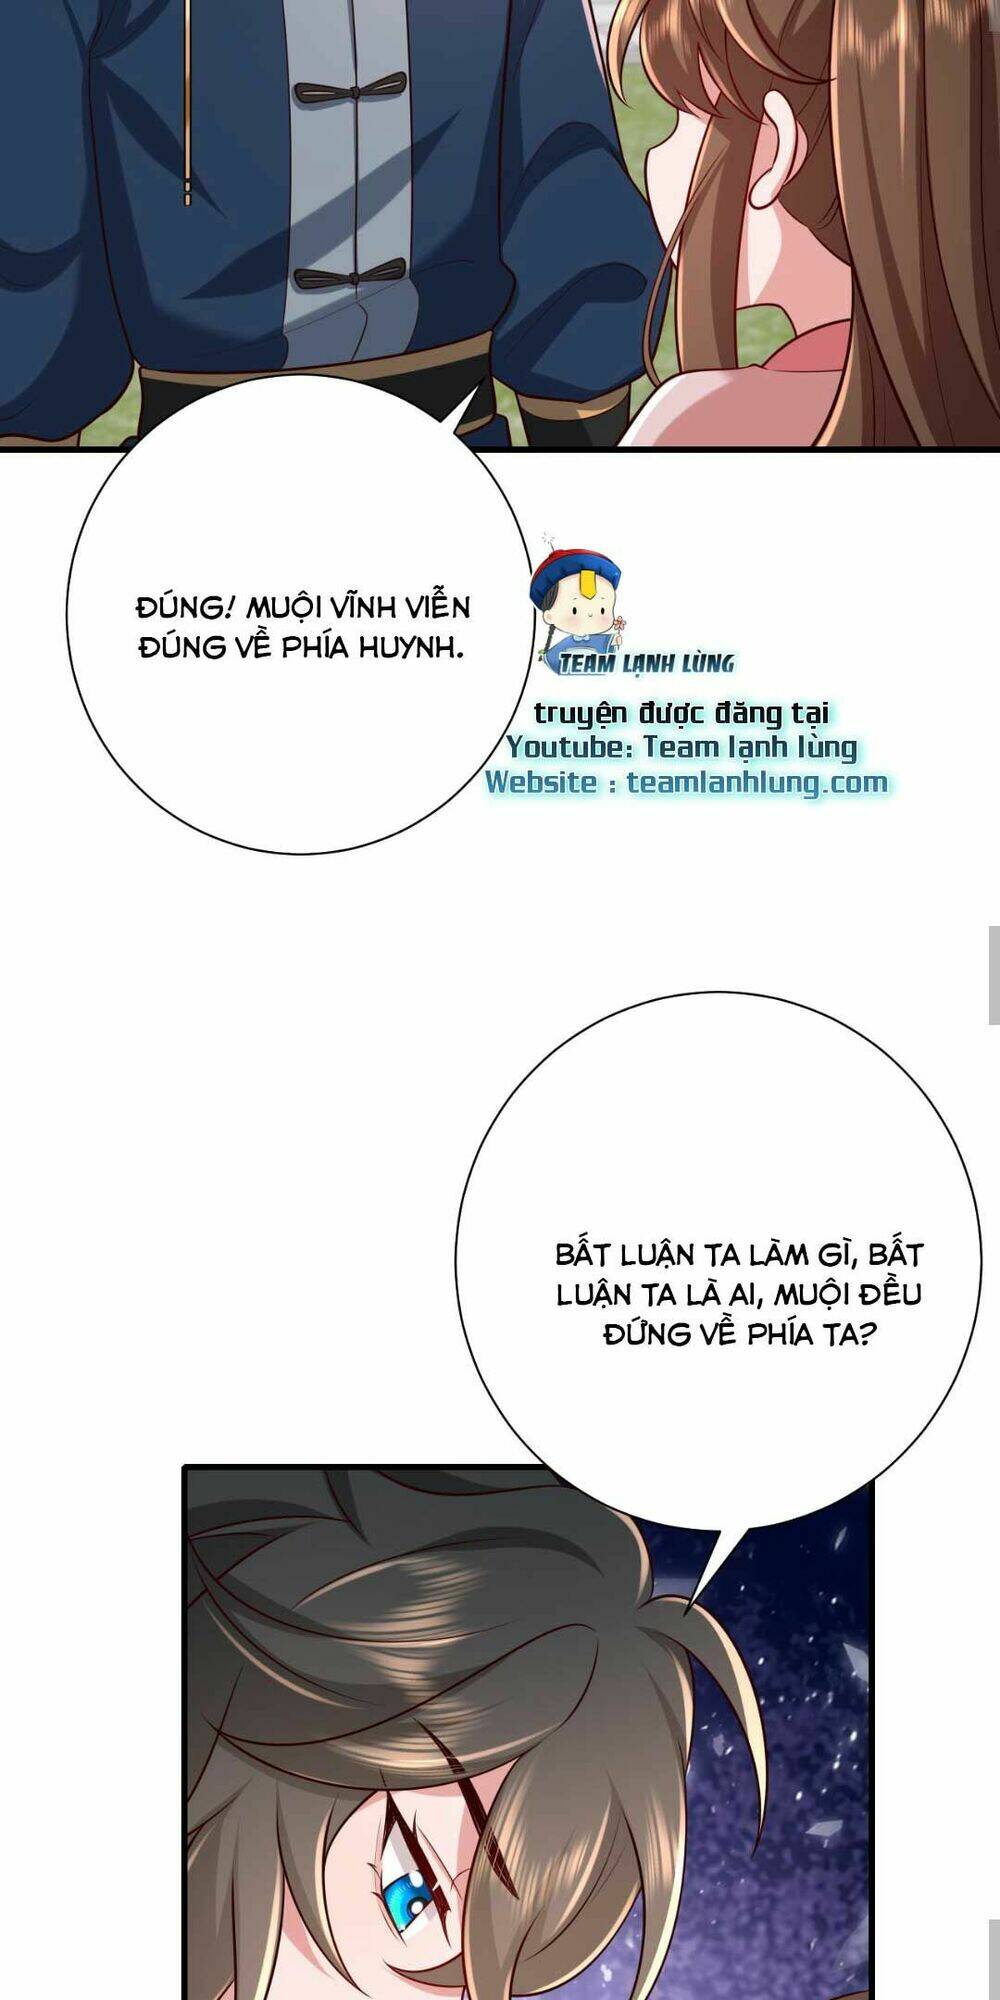 ĐÚNG! MUỘI VĨNH VIỄN
ĐÚNG VỀ PHÍA HUYNH.
TEAM LẠNH LÙNG
truyện được đăng tại
Youtube: Team lạnh lùng
Website : teamlanhlung.com
BẤT LUẬN TA LÀM GÌ, BẤT
LUẬN TA LÀ AI, MUỘI ĐỀU
ĐỨNG VỀ PHÍA TA?